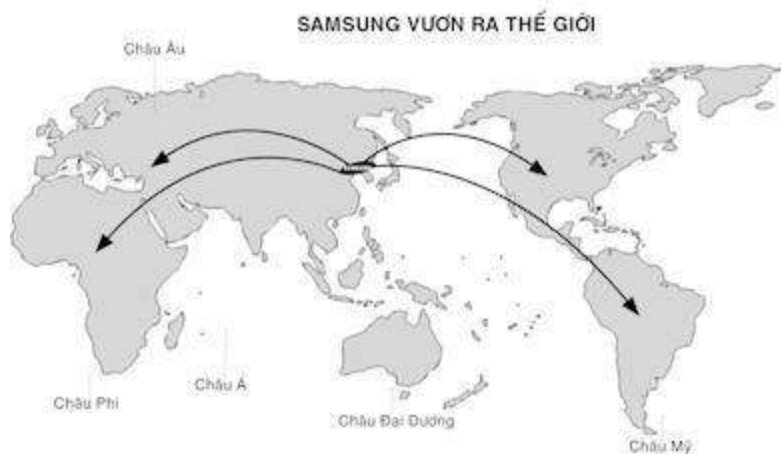 SAMSUNG VƯƠN RA THẾ GIỚI
Châu Âu
Châu Á
Châu Phi
Châu Đại Dương
Châu Mỹ